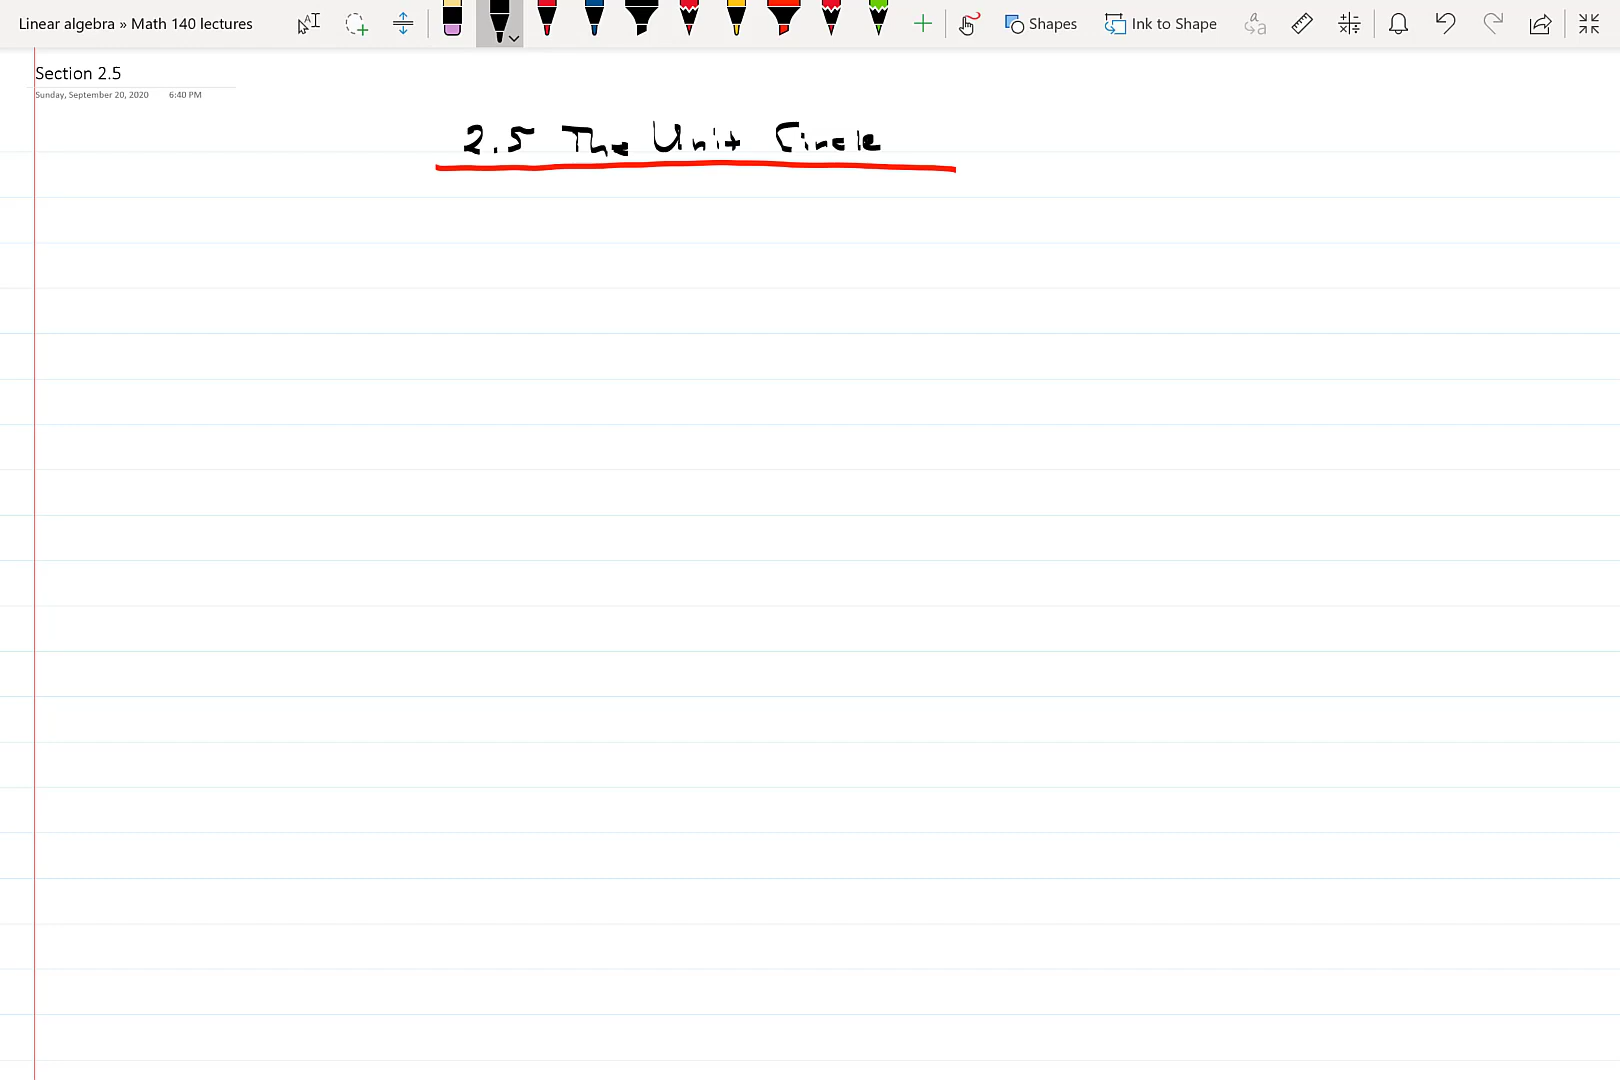 Linear algebra » Math 140 lectures
Shapes
Ink to Shape
Section 2.5
Sunday, September 20, 2020 6:40 PM
2.5 The Unit Circle